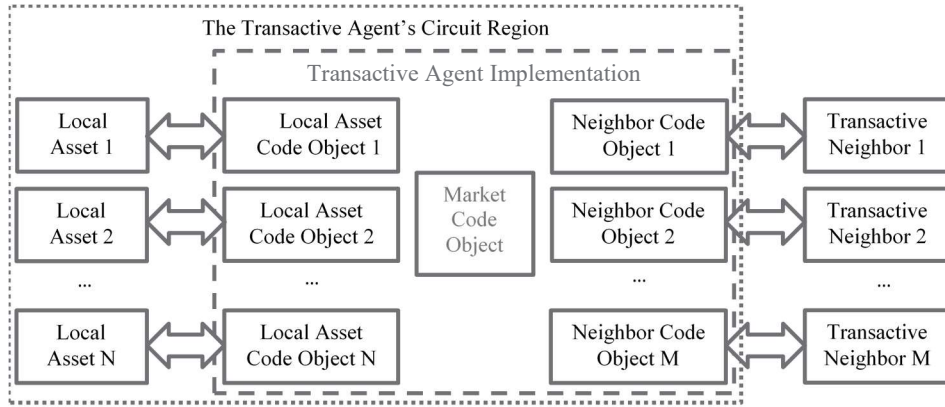 The Transactive Agent's Circuit Region
Transactive Agent Implementation
Local
Asset 1
Local Asset
Code Object 1
Neighbor Code
Object 1
Transactive
Neighbor 1
Market
Code
Object
Local
Asset 2
Local Asset
Code Object 2
Neighbor Code
Object 2
Transactive
Neighbor 2
...
...
...
...
Local
Asset N
Local Asset
Code Object N
Neighbor Code
Object M
Transactive
Neighbor M